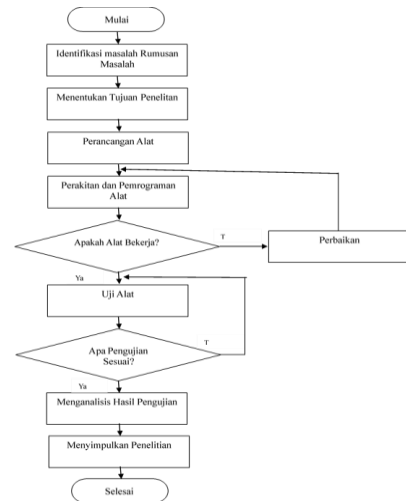 Mulai
Identifikasi masalah Rumusan
Masalah
Menentukan Tujuan Penelitan
Perancangan Alat
Perakitan dan Pemrograman
Alat
Apakah Alat Bekerja?
T
Perbaikan
Ya
Uji Alat
Apa Pengujian
Sesuai?
T
Ya
Menganalisis Hasil Pengujian
Menyimpulkan Penelitian
Selesai